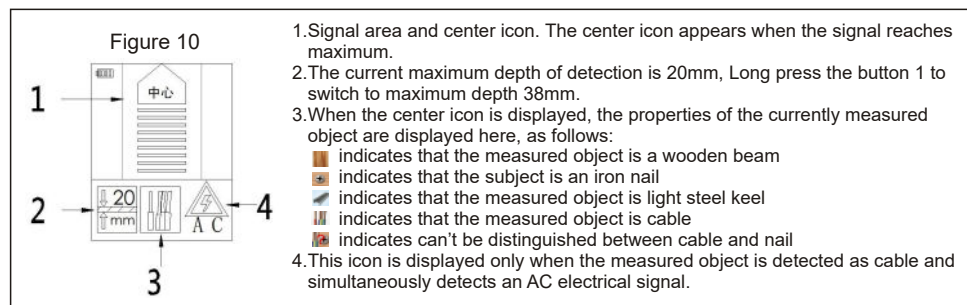 Figure 10
中心
1
20
mm
2
A C
4
3
1.Signal area and center icon. The center icon appears when the signal reaches
maximum.
2.The current maximum depth of detection is 20mm, Long press the button 1 to
switch to maximum depth 38mm.
3.When the center icon is displayed, the properties of the currently measured
object are displayed here, as follows:
indicates that the measured object is a wooden beam
indicates that the subject is an iron nail
indicates that the measured object is light steel keel
indicates that the measured object is cable
indicates can't be distinguished between cable and nail
4.This icon is displayed only when the measured object is detected as cable and
simultaneously detects an AC electrical signal.